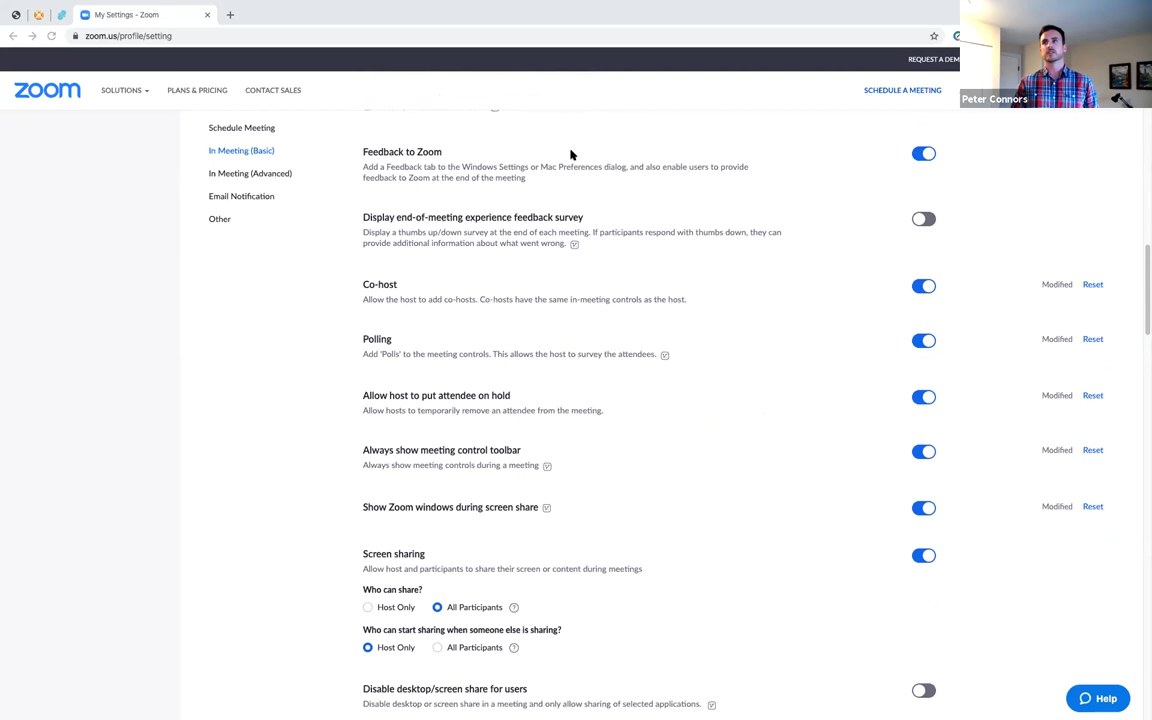 My Settings - Zoom
zoom.us/profile/setting
REQUEST A DEM
zoom
SOLUTIONS
PLANS & PRICING
CONTACT SALES
SCHEDULE A MEETING
Peter Connors
Schedule Meeting
In Meeting (Basic)
In Meeting (Advanced)
Email Notification
Other
Feedback to Zoom
Add a Feedback tab to the Windows Settings or Mac Preferences dialog, and also enable users to provide
feedback to Zoom at the end of the meeting
Display end-of-meeting experience feedback survey
Display a thumbs up/down survey at the end of each meeting. If participants respond with thumbs down, they can
provide additional information about what went wrong.
Co-host
Modified Reset
Allow the host to add co-hosts. Co-hosts have the same in-meeting controls as the host.
Polling
Modified Reset
Add 'Polls' to the meeting controls. This allows the host to survey the attendees.
Allow host to put attendee on hold
Modified Reset
Allow hosts to temporarily remove an attendee from the meeting.
Always show meeting control toolbar
Modified Reset
Always show meeting controls during a meeting
Show Zoom windows during screen share
Modified Reset
Screen sharing
Allow host and participants to share their screen or content during meetings
Who can share?
Host Only All Participants ?
Who can start sharing when someone else is sharing?
Host Only All Participants ?
Disable desktop/screen share for users
Disable desktop or screen share in a meeting and only allow sharing of selected applications.
Help